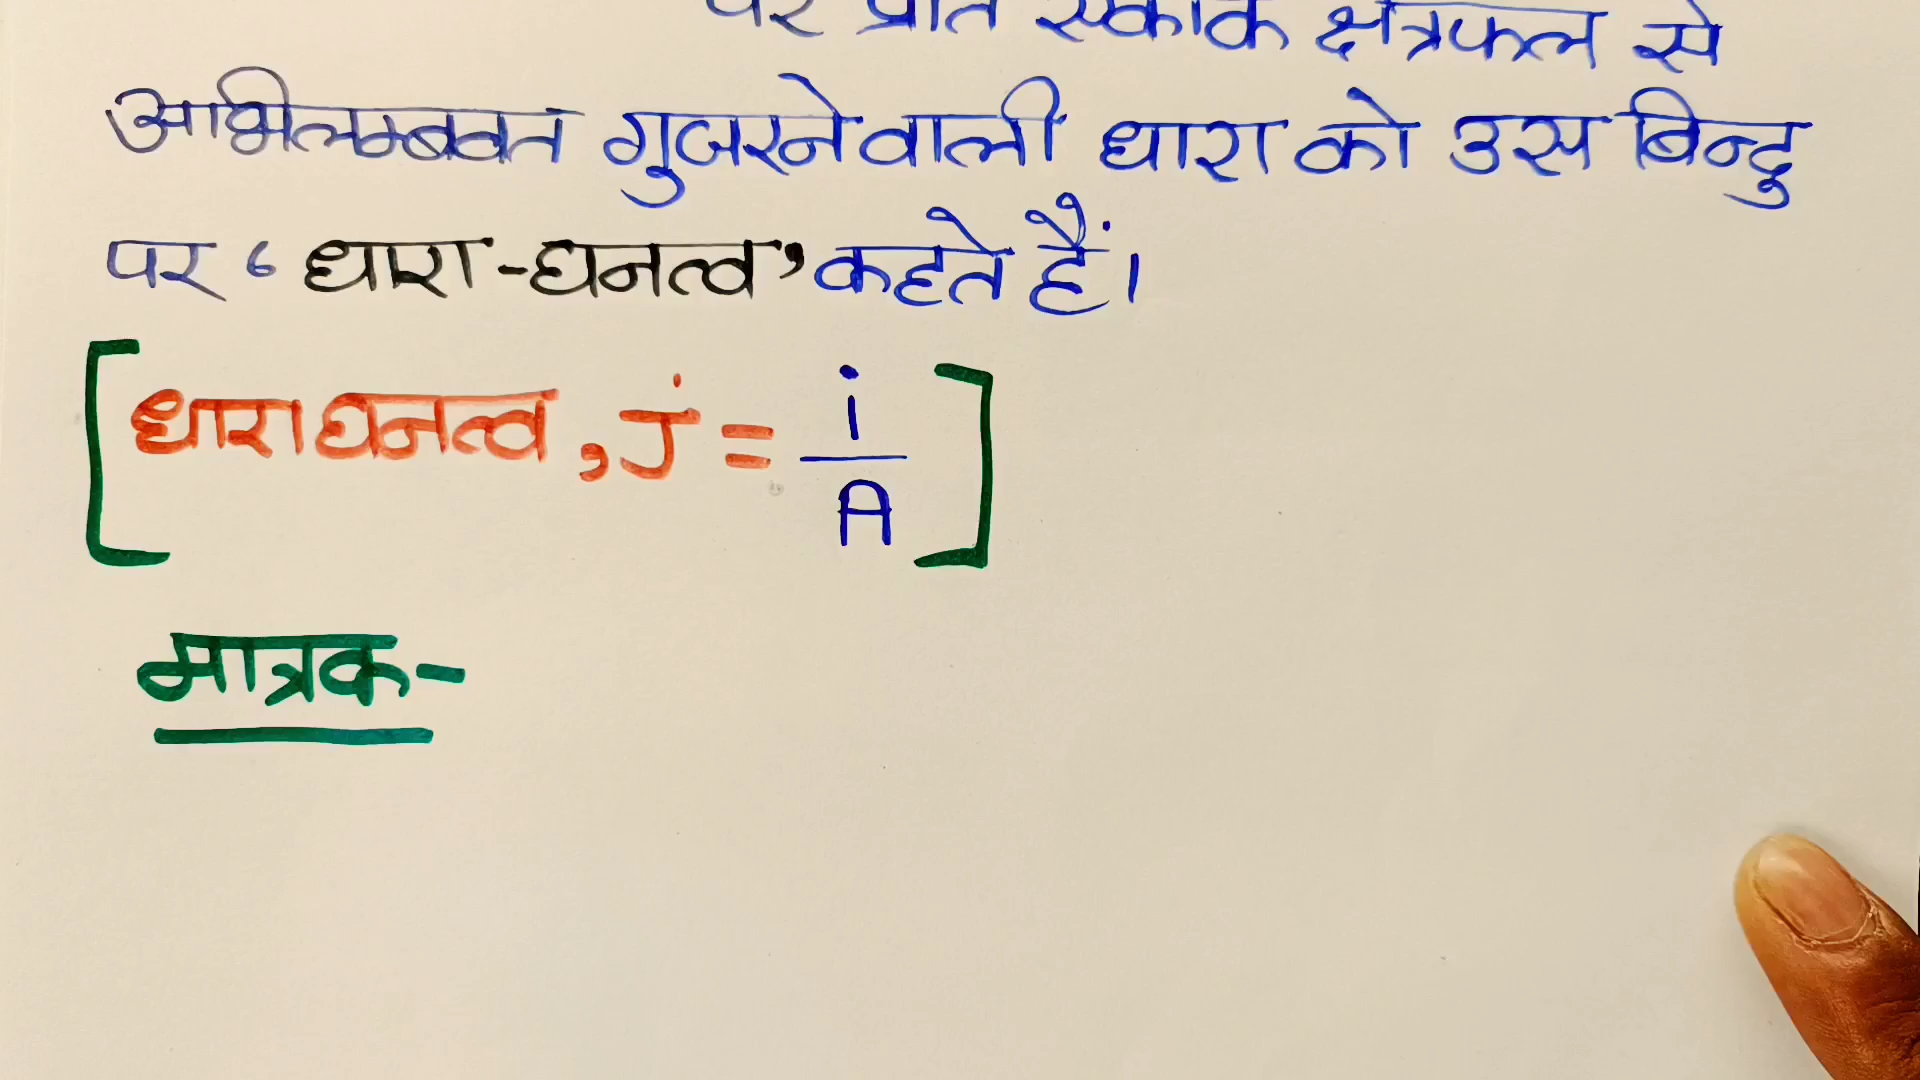 पर प्रति एकांक क्षेत्रफल से
अभिलम्बवत गुजरने वाली धारा को उस बिन्दु
पर ‘धारा-घनत्व’ कहते हैं।
[धारा घनत्व, J = i/A]
मात्रक-